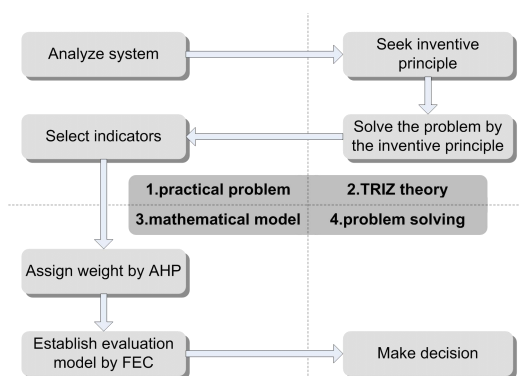 Analyze system
Seek inventive
principle
Select indicators
Solve the problem by
the inventive principle
1.practical problem
2.TRIZ theory
3.mathematical model
4.problem solving
Assign weight by AHP
Establish evaluation
model by FEC
Make decision